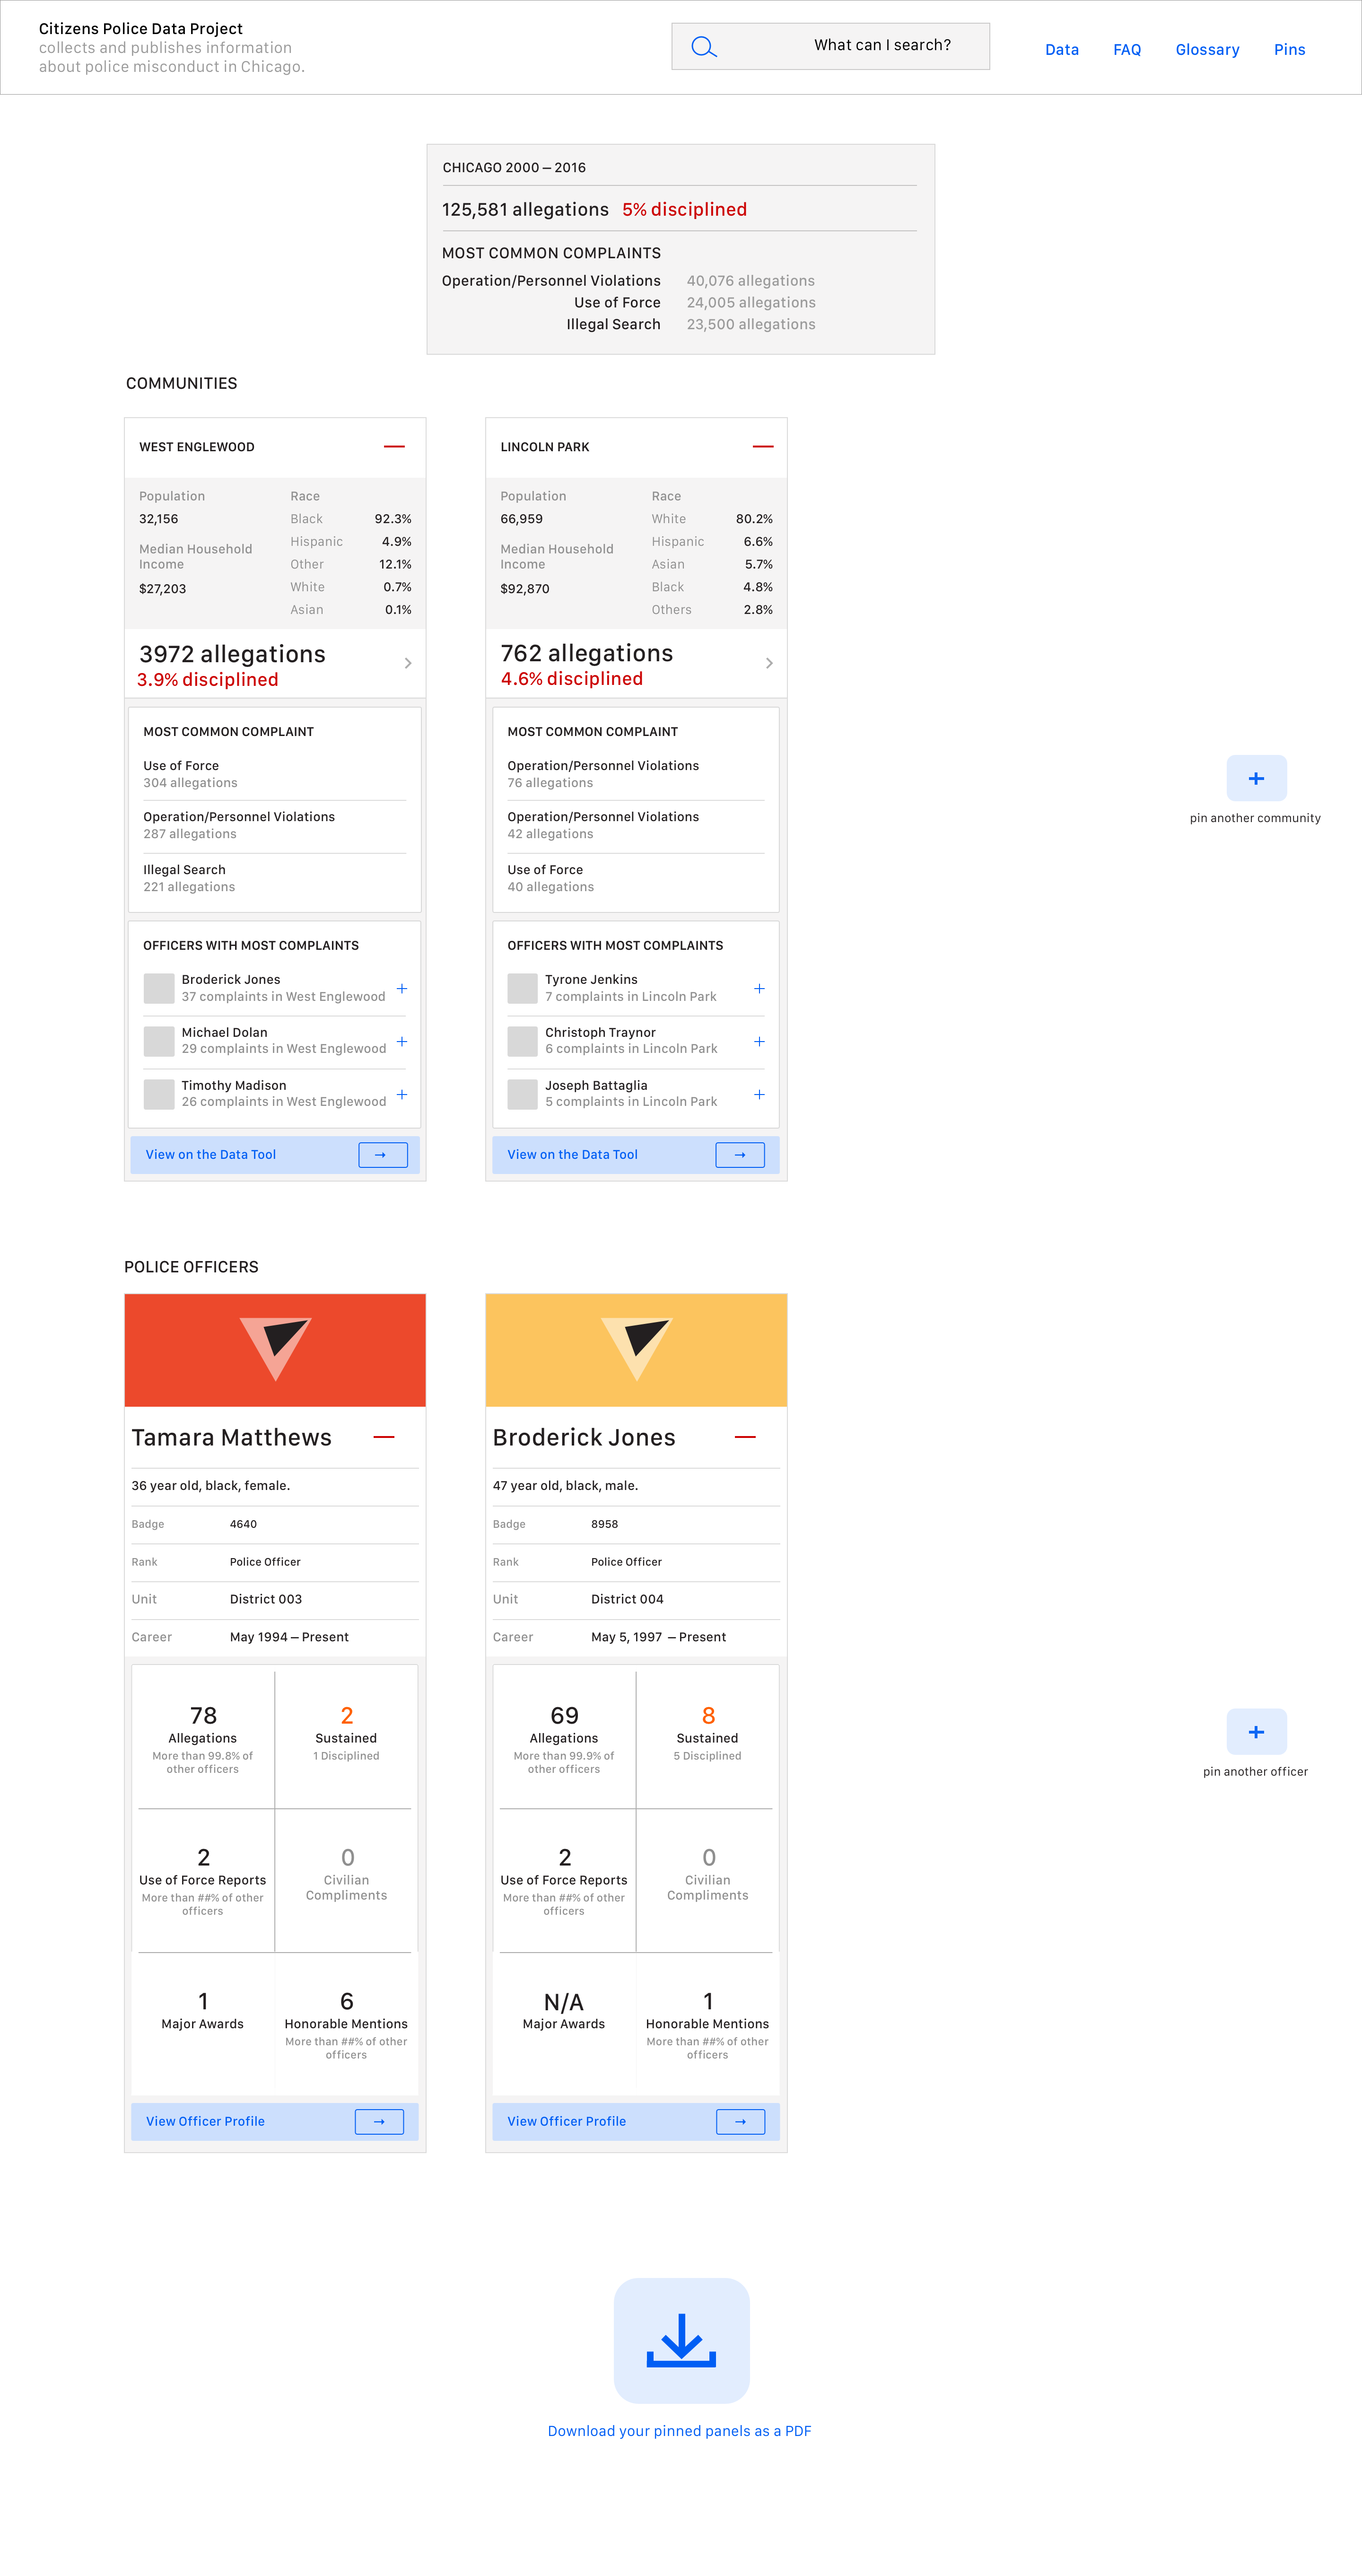 Citizens Police Data Project
collects and publishes information
about police misconduct in Chicago.
What can I search?
Data FAQ Glossary Pins
CHICAGO 2000 – 2016
125,581 allegations 5% disciplined
MOST COMMON COMPLAINTS
Operation/Personnel Violations 40,076 allegations
Use of Force 24,005 allegations
Illegal Search 23,500 allegations
COMMUNITIES
WEST ENGLEWOOD
Population
32,156
Median Household
Income
$27,203
Race
Black 92.3%
Hispanic 4.9%
Other 12.1%
White 0.7%
Asian 0.1%
3972 allegations
3.9% disciplined
MOST COMMON COMPLAINT
Use of Force
304 allegations
Operation/Personnel Violations
287 allegations
Illegal Search
221 allegations
OFFICERS WITH MOST COMPLAINTS
Broderick Jones
37 complaints in West Englewood
Michael Dolan
29 complaints in West Englewood
Timothy Madison
26 complaints in West Englewood
View on the Data Tool →
LINCOLN PARK
Population
66,959
Median Household
Income
$92,870
Race
White 80.2%
Hispanic 6.6%
Asian 5.7%
Black 4.8%
Others 2.8%
762 allegations
4.6% disciplined
MOST COMMON COMPLAINT
Operation/Personnel Violations
76 allegations
Operation/Personnel Violations
42 allegations
Use of Force
40 allegations
OFFICERS WITH MOST COMPLAINTS
Tyrone Jenkins
7 complaints in Lincoln Park
Christoph Traynor
6 complaints in Lincoln Park
Joseph Battaglia
5 complaints in Lincoln Park
View on the Data Tool →
pin another community
POLICE OFFICERS
Tamara Matthews
36 year old, black, female.
Badge 4640
Rank Police Officer
Unit District 003
Career May 1994 – Present
78
Allegations
More than 99.8% of
other officers
2
Sustained
1 Disciplined
2
Use of Force Reports
More than ##% of other
officers
0
Civilian
Compliments
1
Major Awards
6
Honorable Mentions
More than ##% of other
officers
View Officer Profile →
Broderick Jones
47 year old, black, male.
Badge 8958
Rank Police Officer
Unit District 004
Career May 5, 1997 – Present
69
Allegations
More than 99.9% of
other officers
8
Sustained
5 Disciplined
2
Use of Force Reports
More than ##% of other
officers
0
Civilian
Compliments
N/A
Major Awards
1
Honorable Mentions
More than ##% of other
officers
View Officer Profile →
pin another officer
Download your pinned panels as a PDF